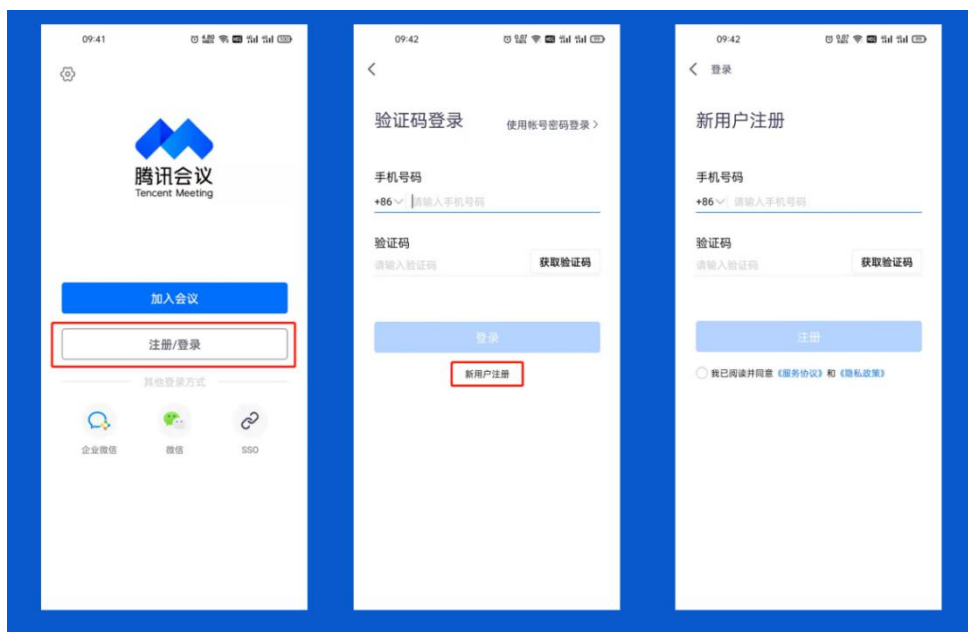 09:41
腾讯会议
Tencent Meeting
加入会议
注册/登录
其他登录方式
企业微信
微信
SSO
09:42
验证码登录
使用帐号密码登录 >
手机号码
+86 请输入手机号码
验证码
请输入验证码
获取验证码
登录
新用户注册
09:42
登录
新用户注册
手机号码
+86 请输入手机号码
验证码
请输入验证码
获取验证码
注册
我已阅读并同意《服务协议》和《隐私政策》